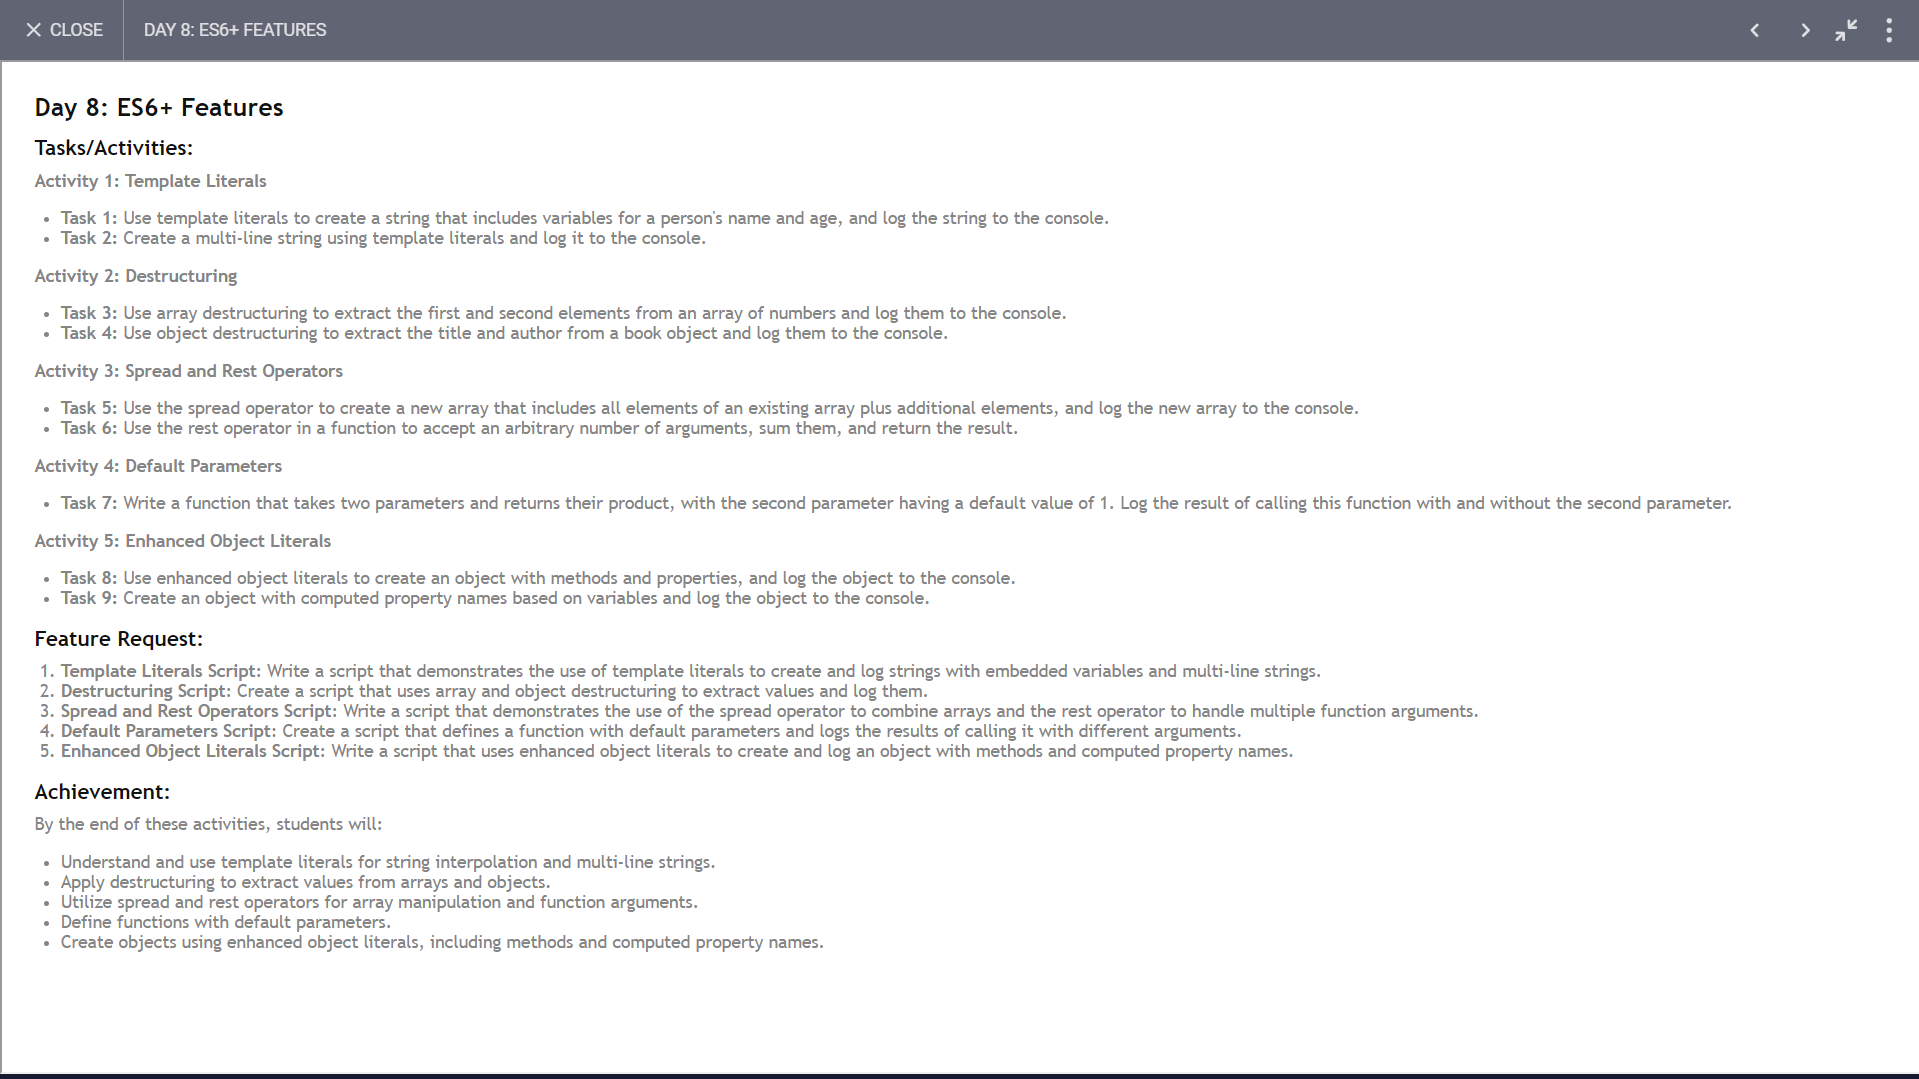 CLOSE
DAY 8: ES6+ FEATURES
Day 8: ES6+ Features
Tasks/Activities:
Activity 1: Template Literals
• Task 1: Use template literals to create a string that includes variables for a person's name and age, and log the string to the console.
• Task 2: Create a multi-line string using template literals and log it to the console.
Activity 2: Destructuring
• Task 3: Use array destructuring to extract the first and second elements from an array of numbers and log them to the console.
• Task 4: Use object destructuring to extract the title and author from a book object and log them to the console.
Activity 3: Spread and Rest Operators
• Task 5: Use the spread operator to create a new array that includes all elements of an existing array plus additional elements, and log the new array to the console.
• Task 6: Use the rest operator in a function to accept an arbitrary number of arguments, sum them, and return the result.
Activity 4: Default Parameters
• Task 7: Write a function that takes two parameters and returns their product, with the second parameter having a default value of 1. Log the result of calling this function with and without the second parameter.
Activity 5: Enhanced Object Literals
• Task 8: Use enhanced object literals to create an object with methods and properties, and log the object to the console.
• Task 9: Create an object with computed property names based on variables and log the object to the console.
Feature Request:
1. Template Literals Script: Write a script that demonstrates the use of template literals to create and log strings with embedded variables and multi-line strings.
2. Destructuring Script: Create a script that uses array and object destructuring to extract values and log them.
3. Spread and Rest Operators Script: Write a script that demonstrates the use of the spread operator to combine arrays and the rest operator to handle multiple function arguments.
4. Default Parameters Script: Create a script that defines a function with default parameters and logs the results of calling it with different arguments.
5. Enhanced Object Literals Script: Write a script that uses enhanced object literals to create and log an object with methods and computed property names.
Achievement:
By the end of these activities, students will:
• Understand and use template literals for string interpolation and multi-line strings.
• Apply destructuring to extract values from arrays and objects.
• Utilize spread and rest operators for array manipulation and function arguments.
• Define functions with default parameters.
• Create objects using enhanced object literals, including methods and computed property names.